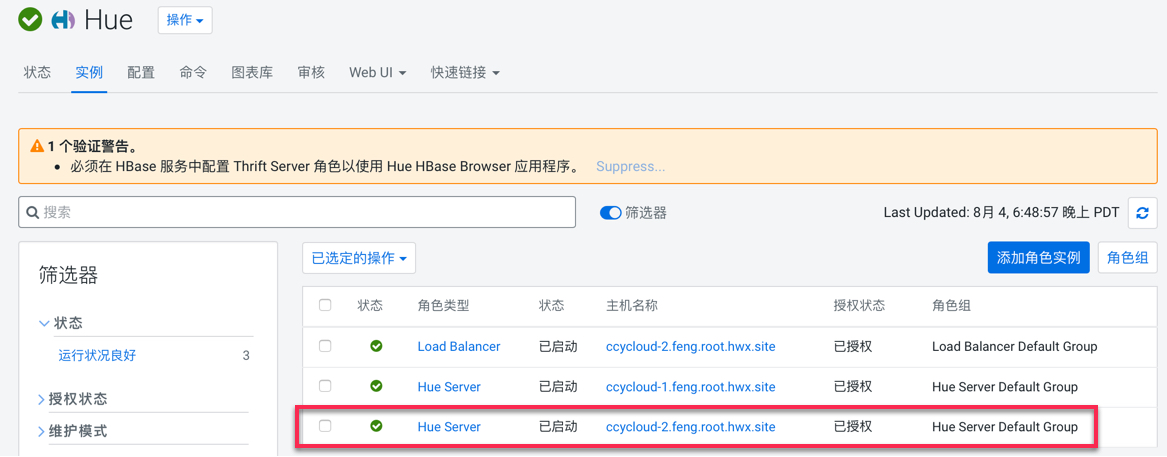 Hue 操作
状态 实例 配置 命令 图表库 审核 Web UI 快速链接
1 个验证警告。
• 必须在 HBase 服务中配置 Thrift Server 角色以使用 Hue HBase Browser 应用程序。 Suppress...
搜索 筛选器 Last Updated: 8月 4, 6:48:57 晚上 PDT
筛选器
状态
运行状况良好 3
授权状态
维护模式
已选定的操作 添加角色实例 角色组
状态 角色类型 状态 主机名称 授权状态 角色组
Load Balancer 已启动 ccycloud-2.feng.root.hwx.site 已授权 Load Balancer Default Group
Hue Server 已启动 ccycloud-1.feng.root.hwx.site 已授权 Hue Server Default Group
Hue Server 已启动 ccycloud-2.feng.root.hwx.site 已授权 Hue Server Default Group